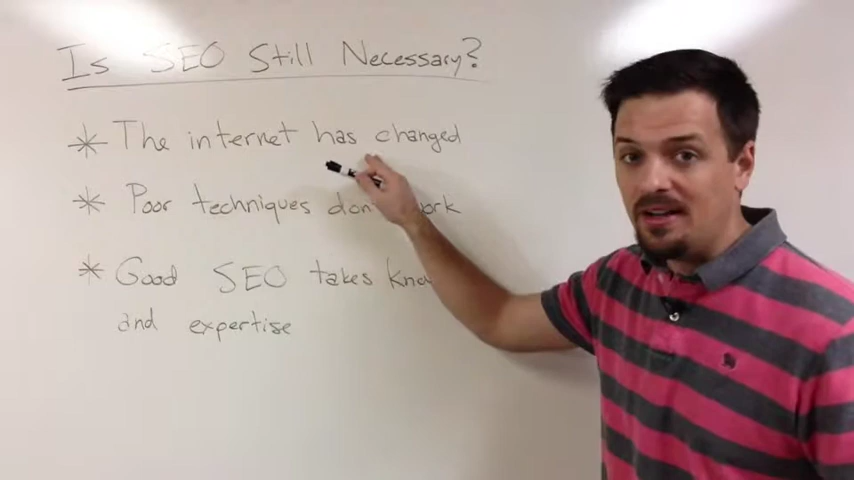 Is SEO Still Necessary?
* The internet has changed
* Poor techniques
* Good SEO takes
and expertise